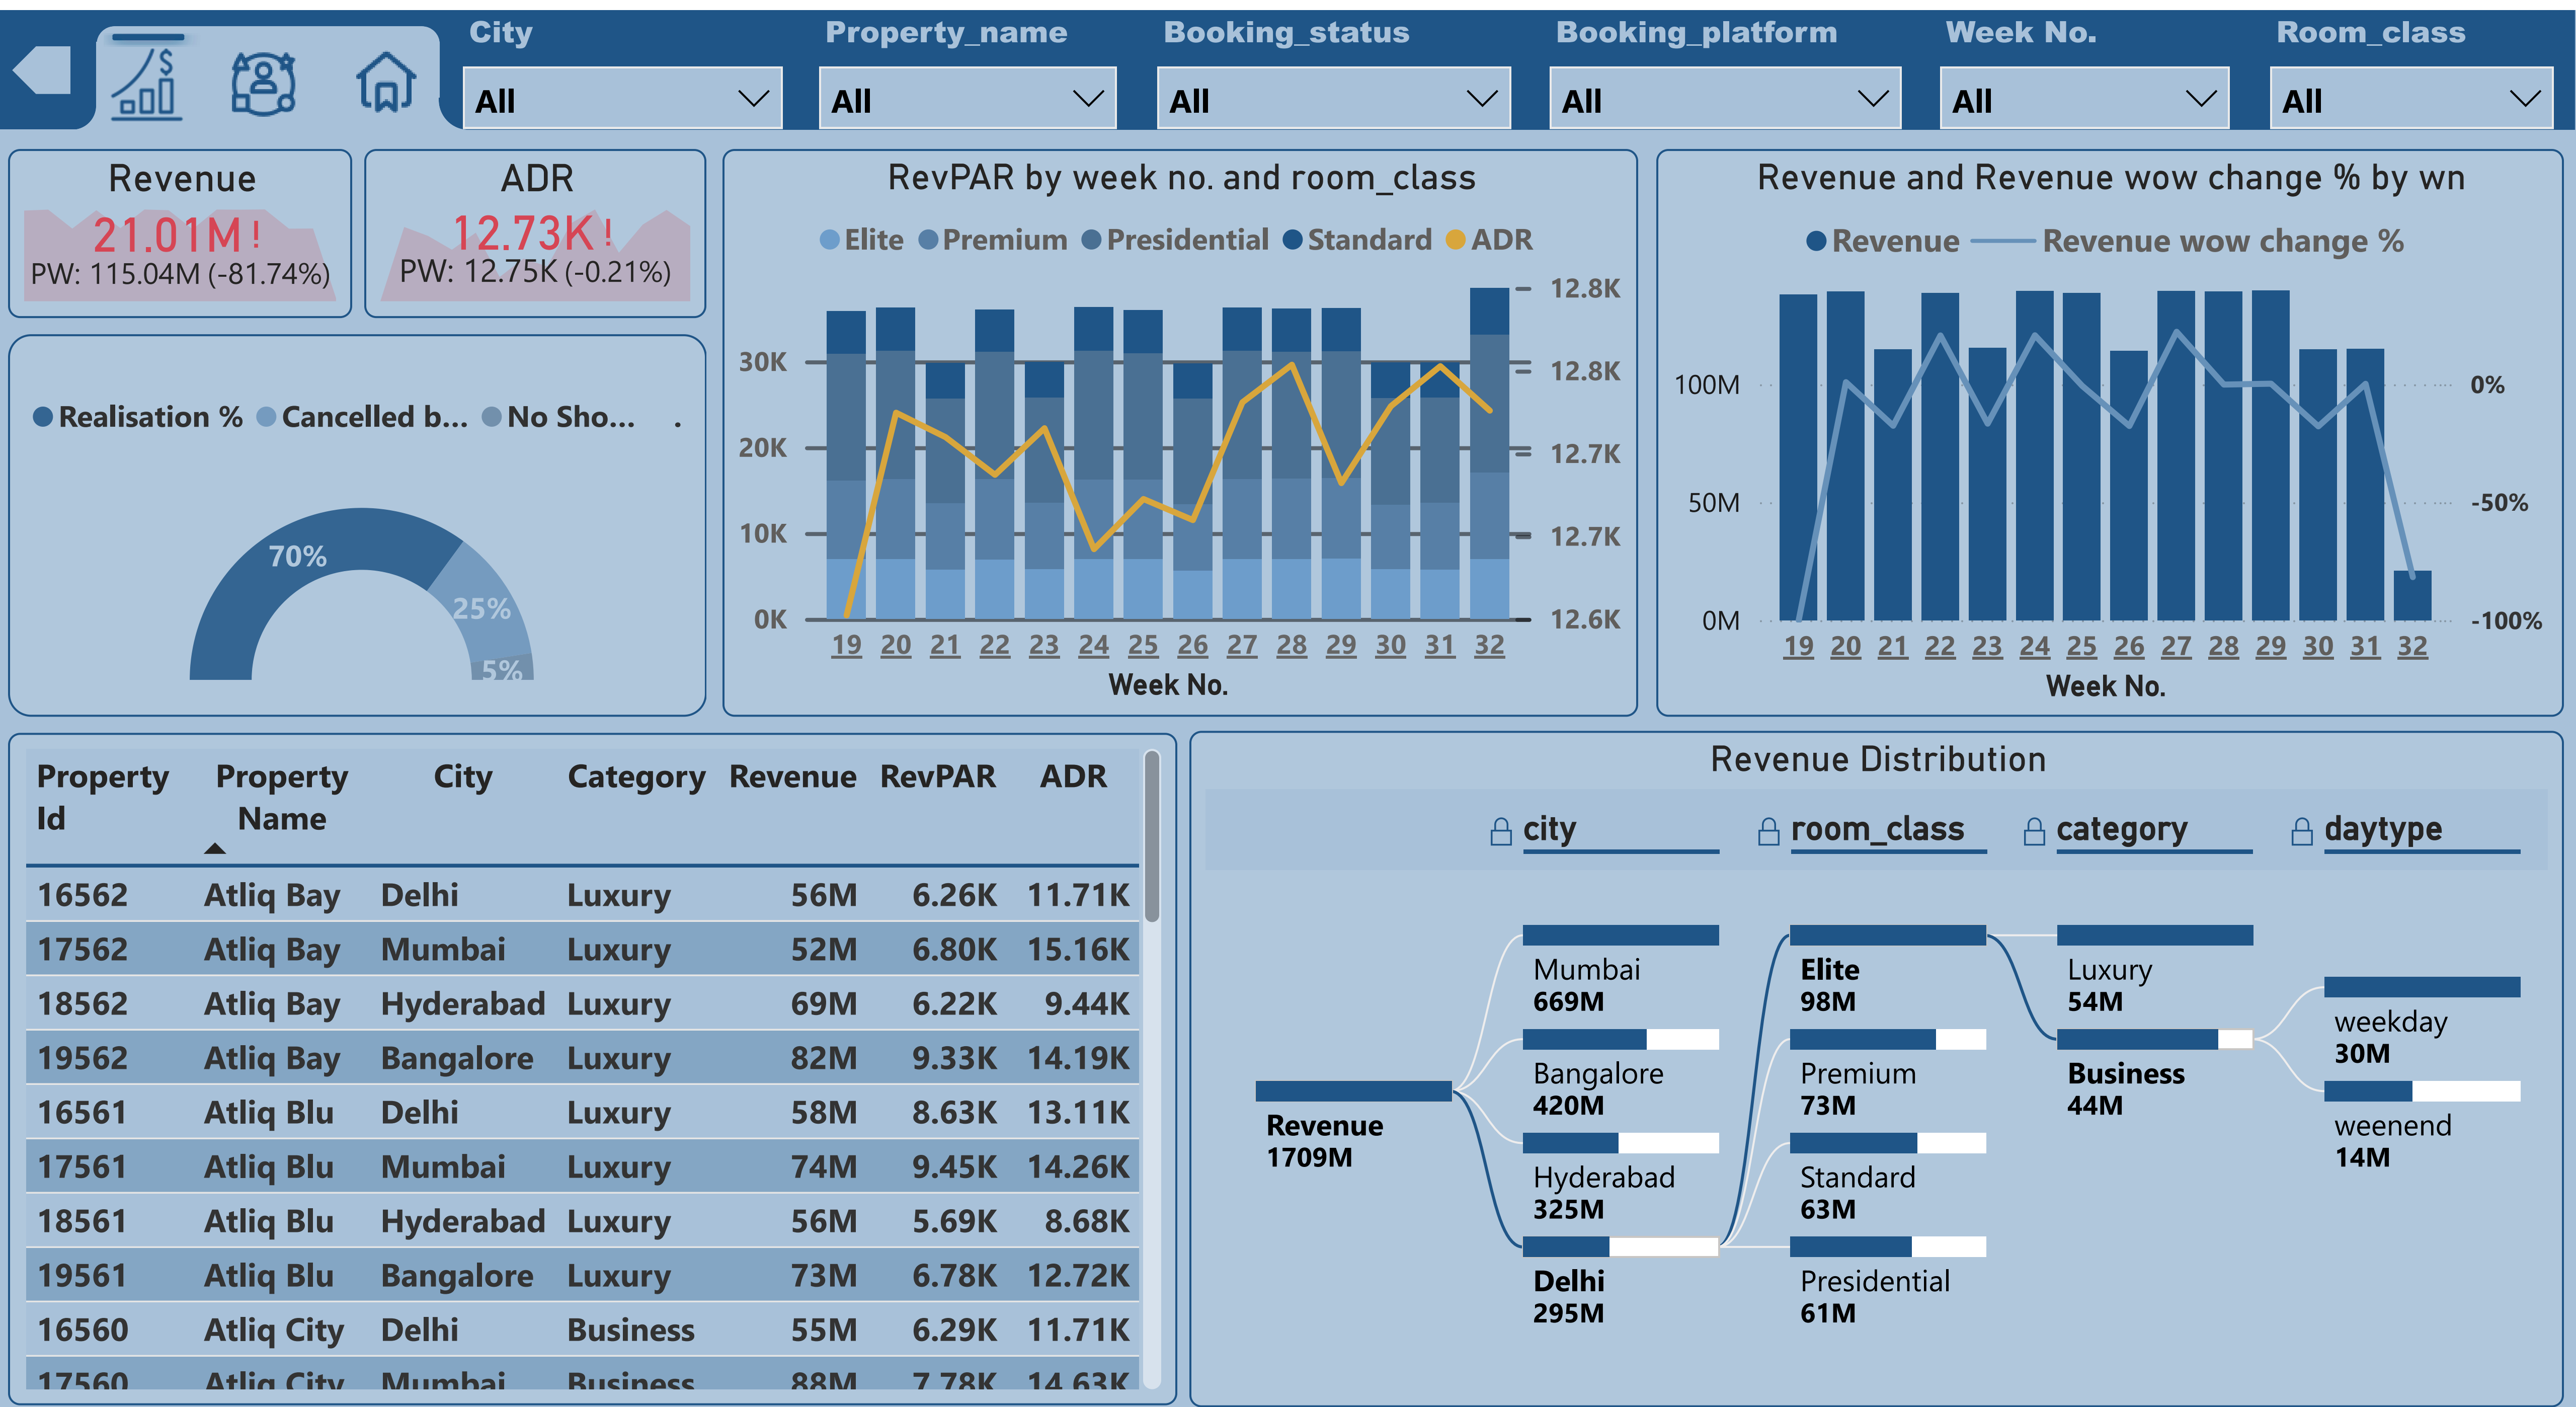 City Property_name Booking_status Booking_platform Week No. Room_class
All All All All All All
Revenue
21.01M!
PW: 115.04M (-81.74%)
ADR
12.73K!
PW: 12.75K (-0.21%)
Realisation % Cancelled b... No Sho... .
70%
25%
5%
RevPAR by week no. and room_class
Elite Premium Presidential Standard ADR
12.8K
30K 12.8K
20K 12.7K
10K 12.7K
0K 12.6K
19 20 21 22 23 24 25 26 27 28 29 30 31 32
Week No.
Revenue and Revenue wow change % by wn
Revenue Revenue wow change %
100M 0%
50M -50%
0M -100%
19 20 21 22 23 24 25 26 27 28 29 30 31 32
Week No.
Property Property City Category Revenue RevPAR ADR
Id Name
16562 Atliq Bay Delhi Luxury 56M 6.26K 11.71K
17562 Atliq Bay Mumbai Luxury 52M 6.80K 15.16K
18562 Atliq Bay Hyderabad Luxury 69M 6.22K 9.44K
19562 Atliq Bay Bangalore Luxury 82M 9.33K 14.19K
16561 Atliq Blu Delhi Luxury 58M 8.63K 13.11K
17561 Atliq Blu Mumbai Luxury 74M 9.45K 14.26K
18561 Atliq Blu Hyderabad Luxury 56M 5.69K 8.68K
19561 Atliq Blu Bangalore Luxury 73M 6.78K 12.72K
16560 Atliq City Delhi Business 55M 6.29K 11.71K
17560 Atliq City Mumbai Business 88M 7.78K 14.63K
Revenue Distribution
city room_class category daytype
Revenue
1709M
Mumbai
669M
Bangalore
420M
Hyderabad
325M
Delhi
295M
Elite
98M
Premium
73M
Standard
63M
Presidential
61M
Luxury
54M
Business
44M
weekday
30M
weenend
14M